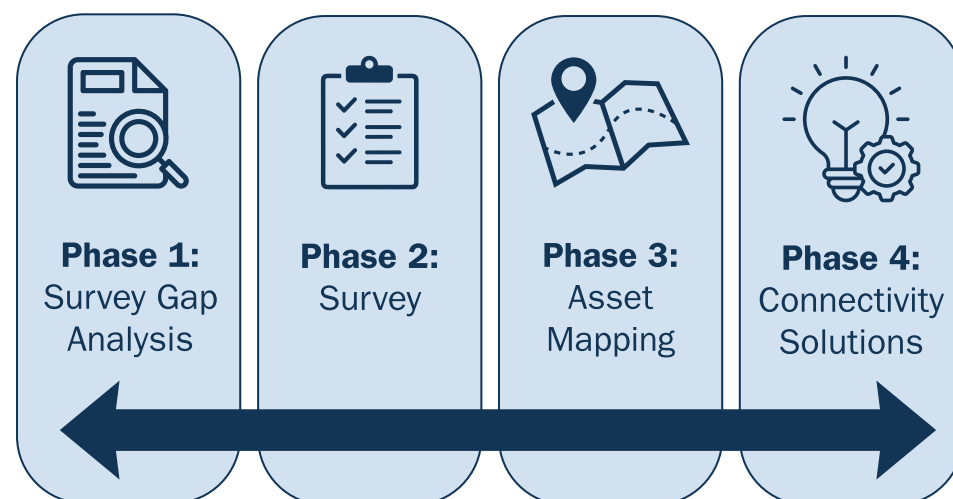 Phase 1:
Survey Gap
Analysis
Phase 2:
Survey
Phase 3:
Asset
Mapping
Phase 4:
Connectivity
Solutions